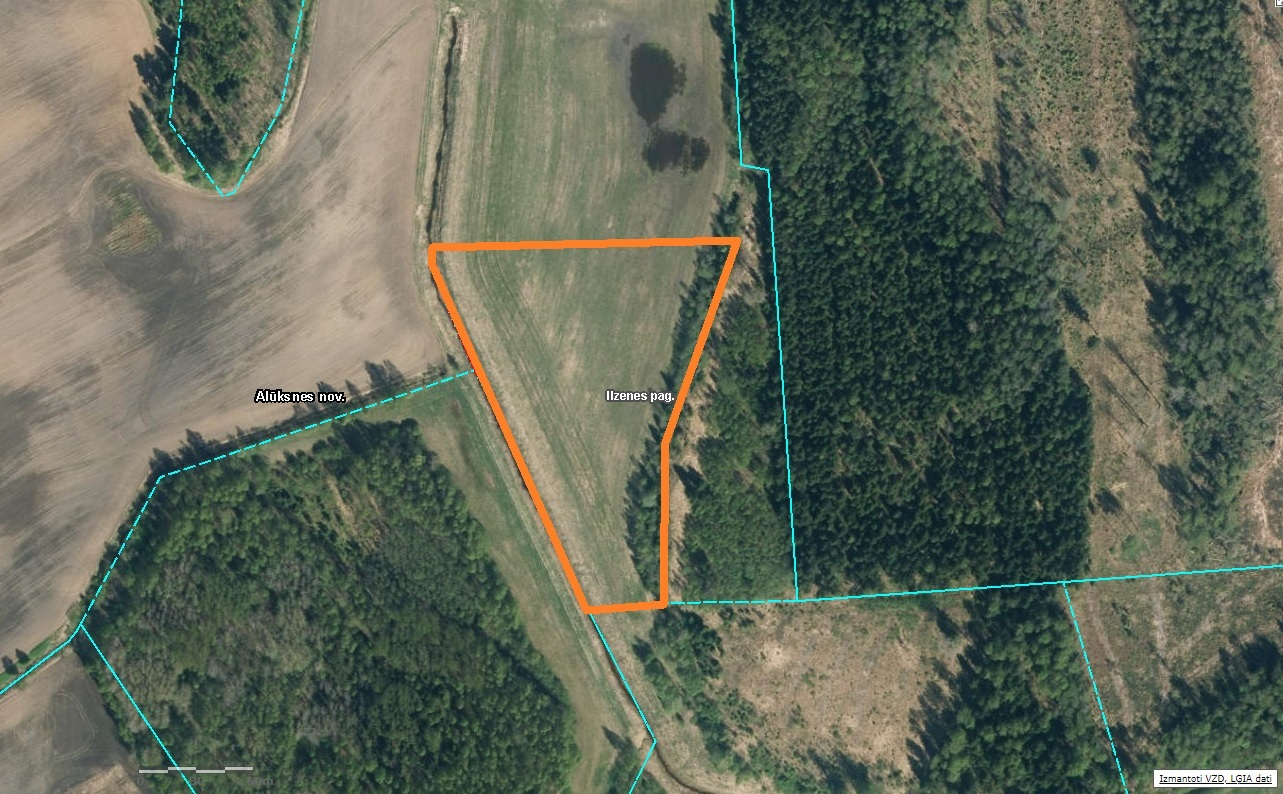 Alūksnes nov.
Ilzenes pag.
Izmantoti VZD, LGIA dati